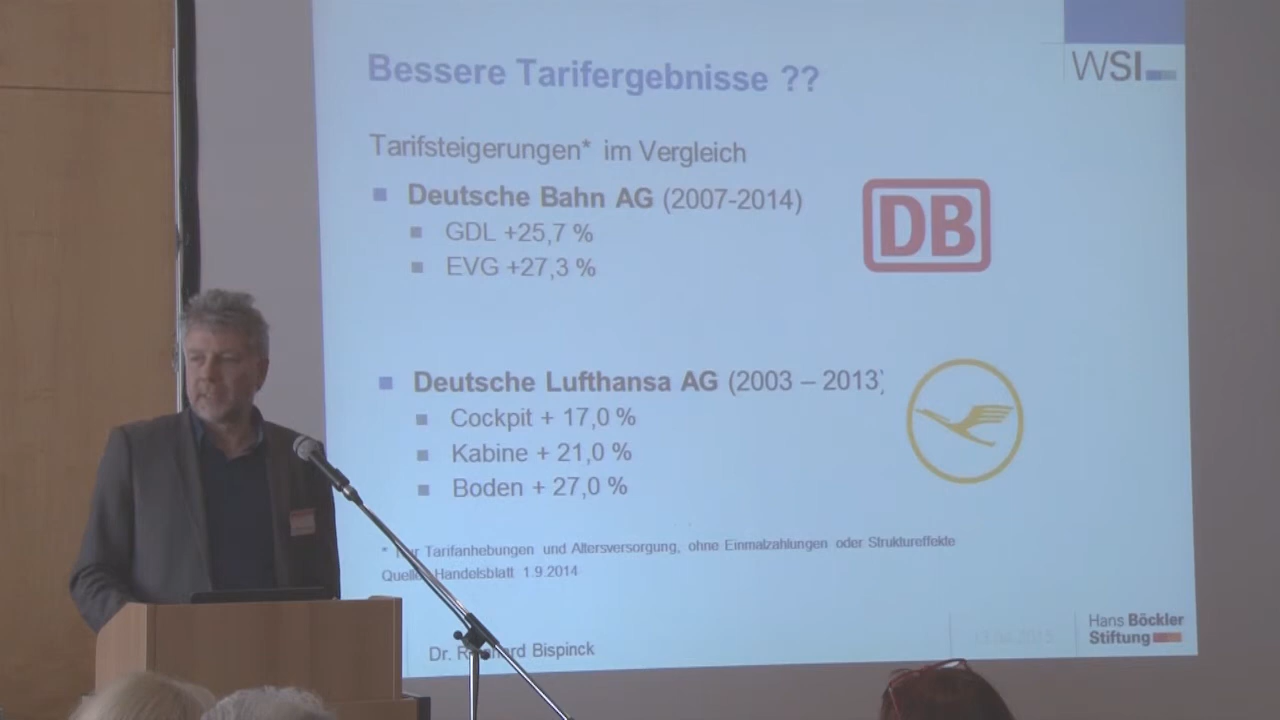 Bessere Tarifergebnisse ??
WSI
Tarifsteigerungen* im Vergleich
Deutsche Bahn AG (2007-2014)
GDL +25,7 %
EVG +27,3 %
DB
Deutsche Lufthansa AG (2003 – 2013)
Cockpit + 17,0 %
Kabine + 21,0 %
Boden + 27,0 %
* Tarifanhebungen und Altersversorgung, ohne Einmalzahlungen oder Struktureffekte
Handelsblatt 1.9.2014
Dr. Bispinck
Hans Böckler
Stiftung